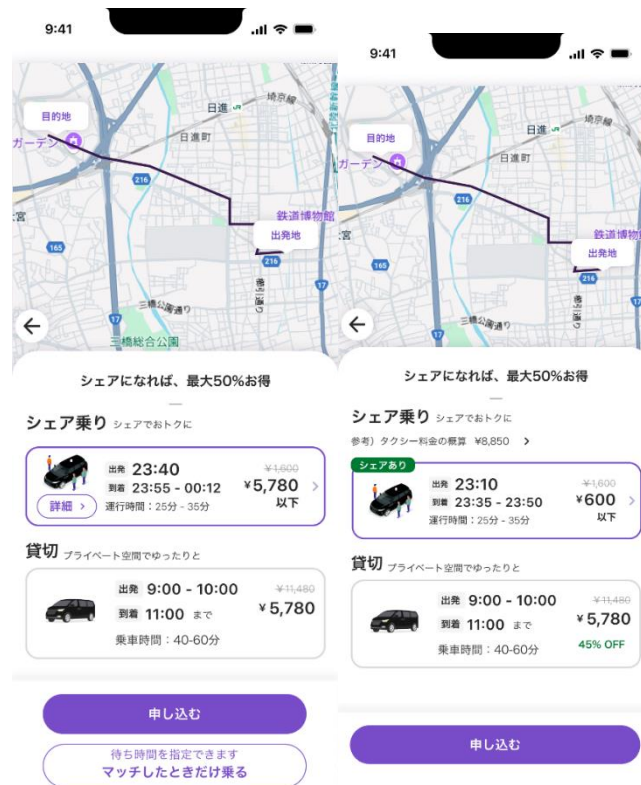 9:41
目的地
ガーデン
日進
埼京線
日進町
216
鉄道博物館
出発地
宮
165
216
櫛引通り
17
三橋公園通り
17
三橋総合公園
シェアになれば、最大50%お得
シェア乗り シェアでおトクに
出発 23:40
¥1,600
到着 23:55 - 00:12
¥5,780
詳細 >
運行時間：25分 - 35分
以下
貸切 プライベート空間でゆったりと
出発 9:00 - 10:00
¥11,480
到着 11:00 まで
¥5,780
乗車時間：40-60分
申し込む
待ち時間を指定できます
マッチしたときだけ乗る
9:41
目的地
ガーデン
日進
埼京線
日進町
216
鉄道博物
出発地
宮
165
216
櫛引通り
17
三橋公園通り
17
シェアになれば、最大50%お得
シェア乗り シェアでおトクに
参考）タクシー料金の概算 ¥8,850 >
シェアあり
出発 23:10
¥1,600
到着 23:35 - 23:50
¥600
運行時間：25分 - 35分
以下
貸切 プライベート空間でゆったりと
出発 9:00 - 10:00
¥11,480
到着 11:00 まで
¥5,780
乗車時間：40-60分
45% OFF
申し込む